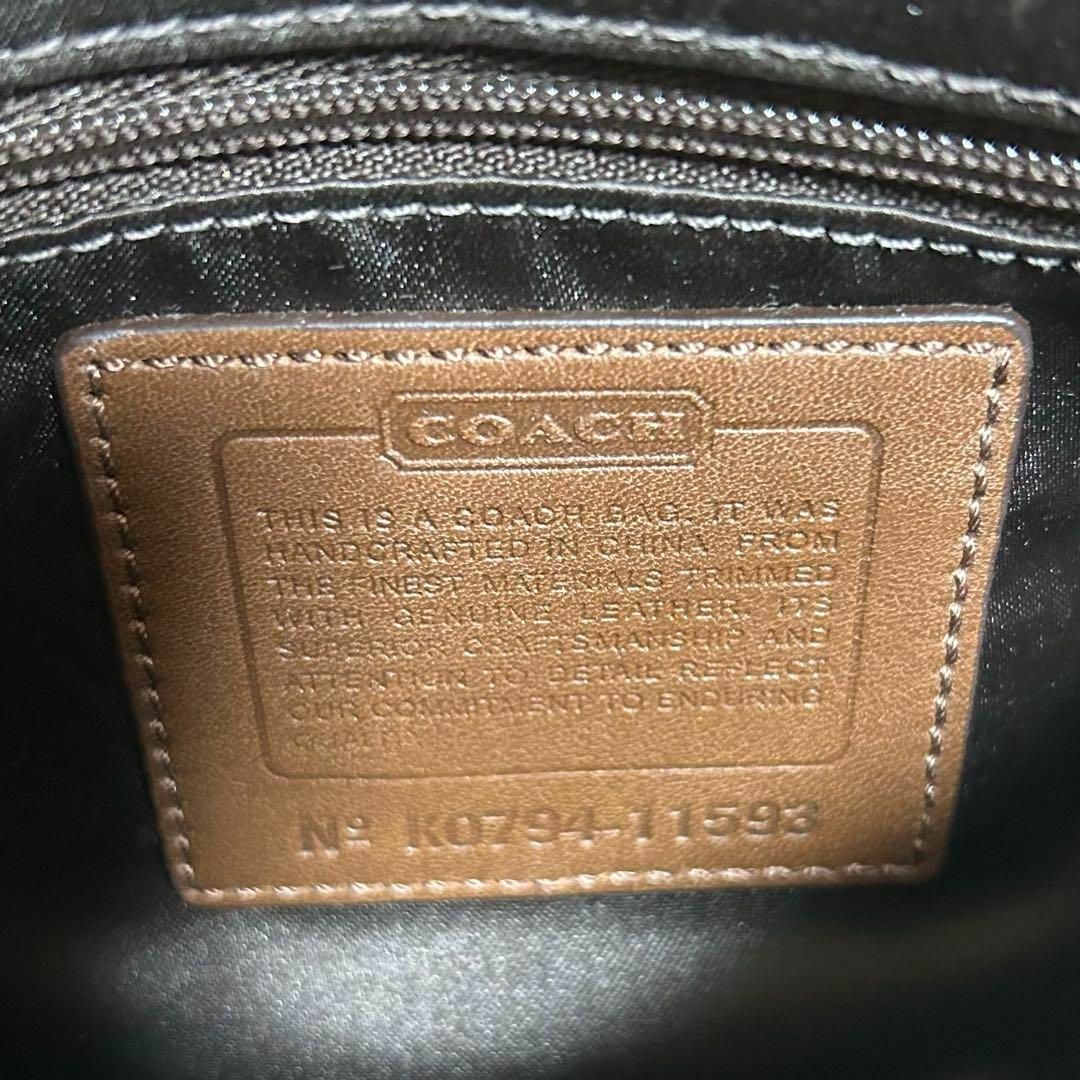 COACH
THIS IS A COACH BAG. IT WAS
HANDCRAFTED IN CHINA FROM
THE FINEST MATERIALS TRIMMED
WITH GENUINE LEATHER. ITS
SUPERIOR CRAFTSMANSHIP AND
ATTENTION TO DETAIL REFLECT
OUR COMMITMENT TO ENDURING
Nº K0794-11593